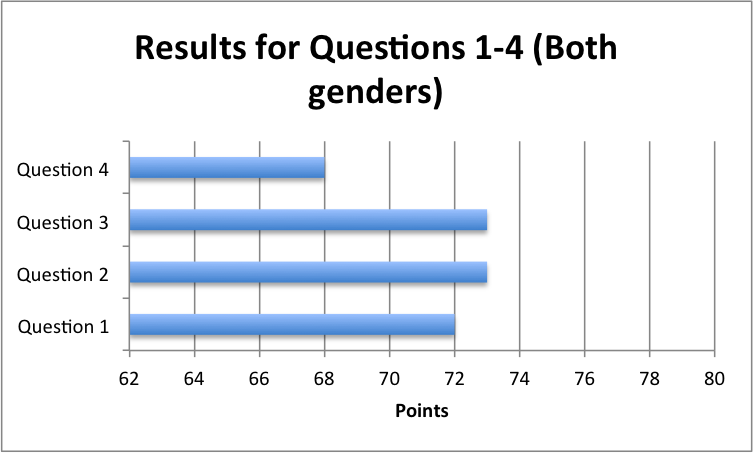 Results for Questions 1-4 (Both
genders)
Question 4
Question 3
Question 2
Question 1
62 64 66 68 70 72 74 76 78 80
Points